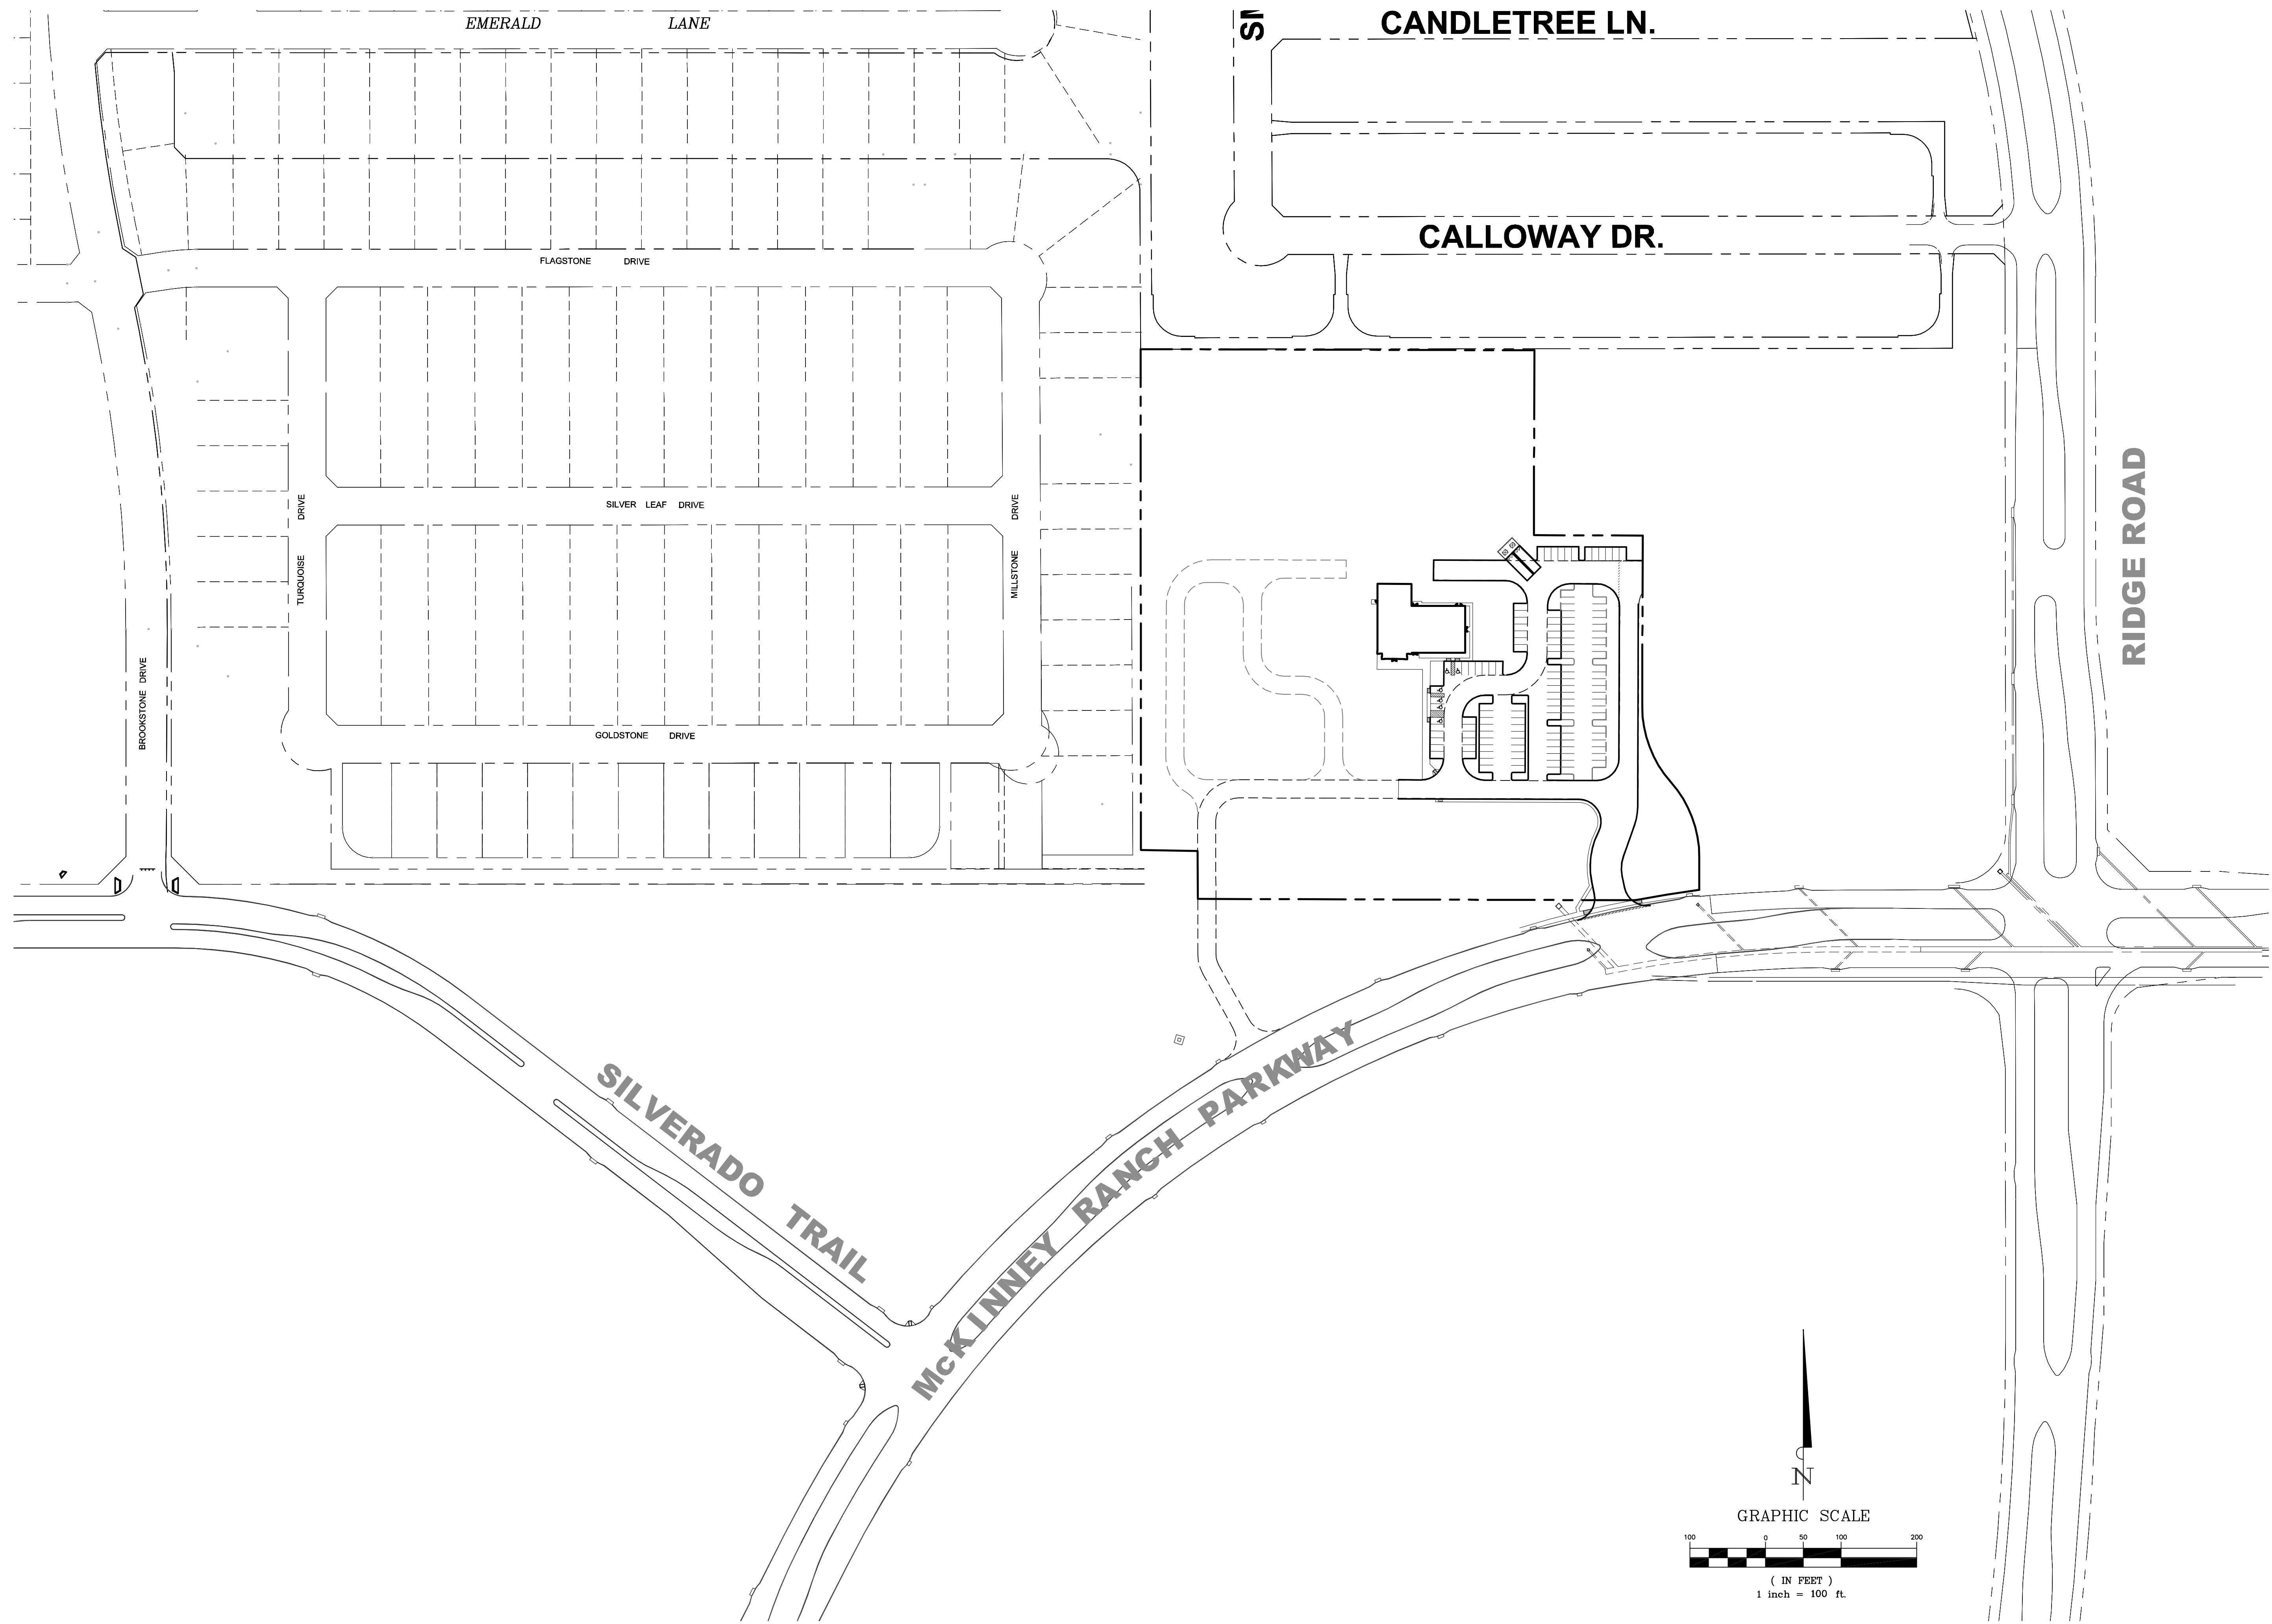 EMERALD LANE
CANDLETREE LN.
CALLOWAY DR.
FLAGSTONE DRIVE
SILVER LEAF DRIVE
TURQUOISE DRIVE
MILLSTONE DRIVE
RIDGE ROAD
BROOKSTONE DRIVE
GOLDSTONE DRIVE
SILVERADO TRAIL
McKINNEY RANCH PARKWAY
N
GRAPHIC SCALE
100 0 50 100 200
( IN FEET )
1 inch = 100 ft.